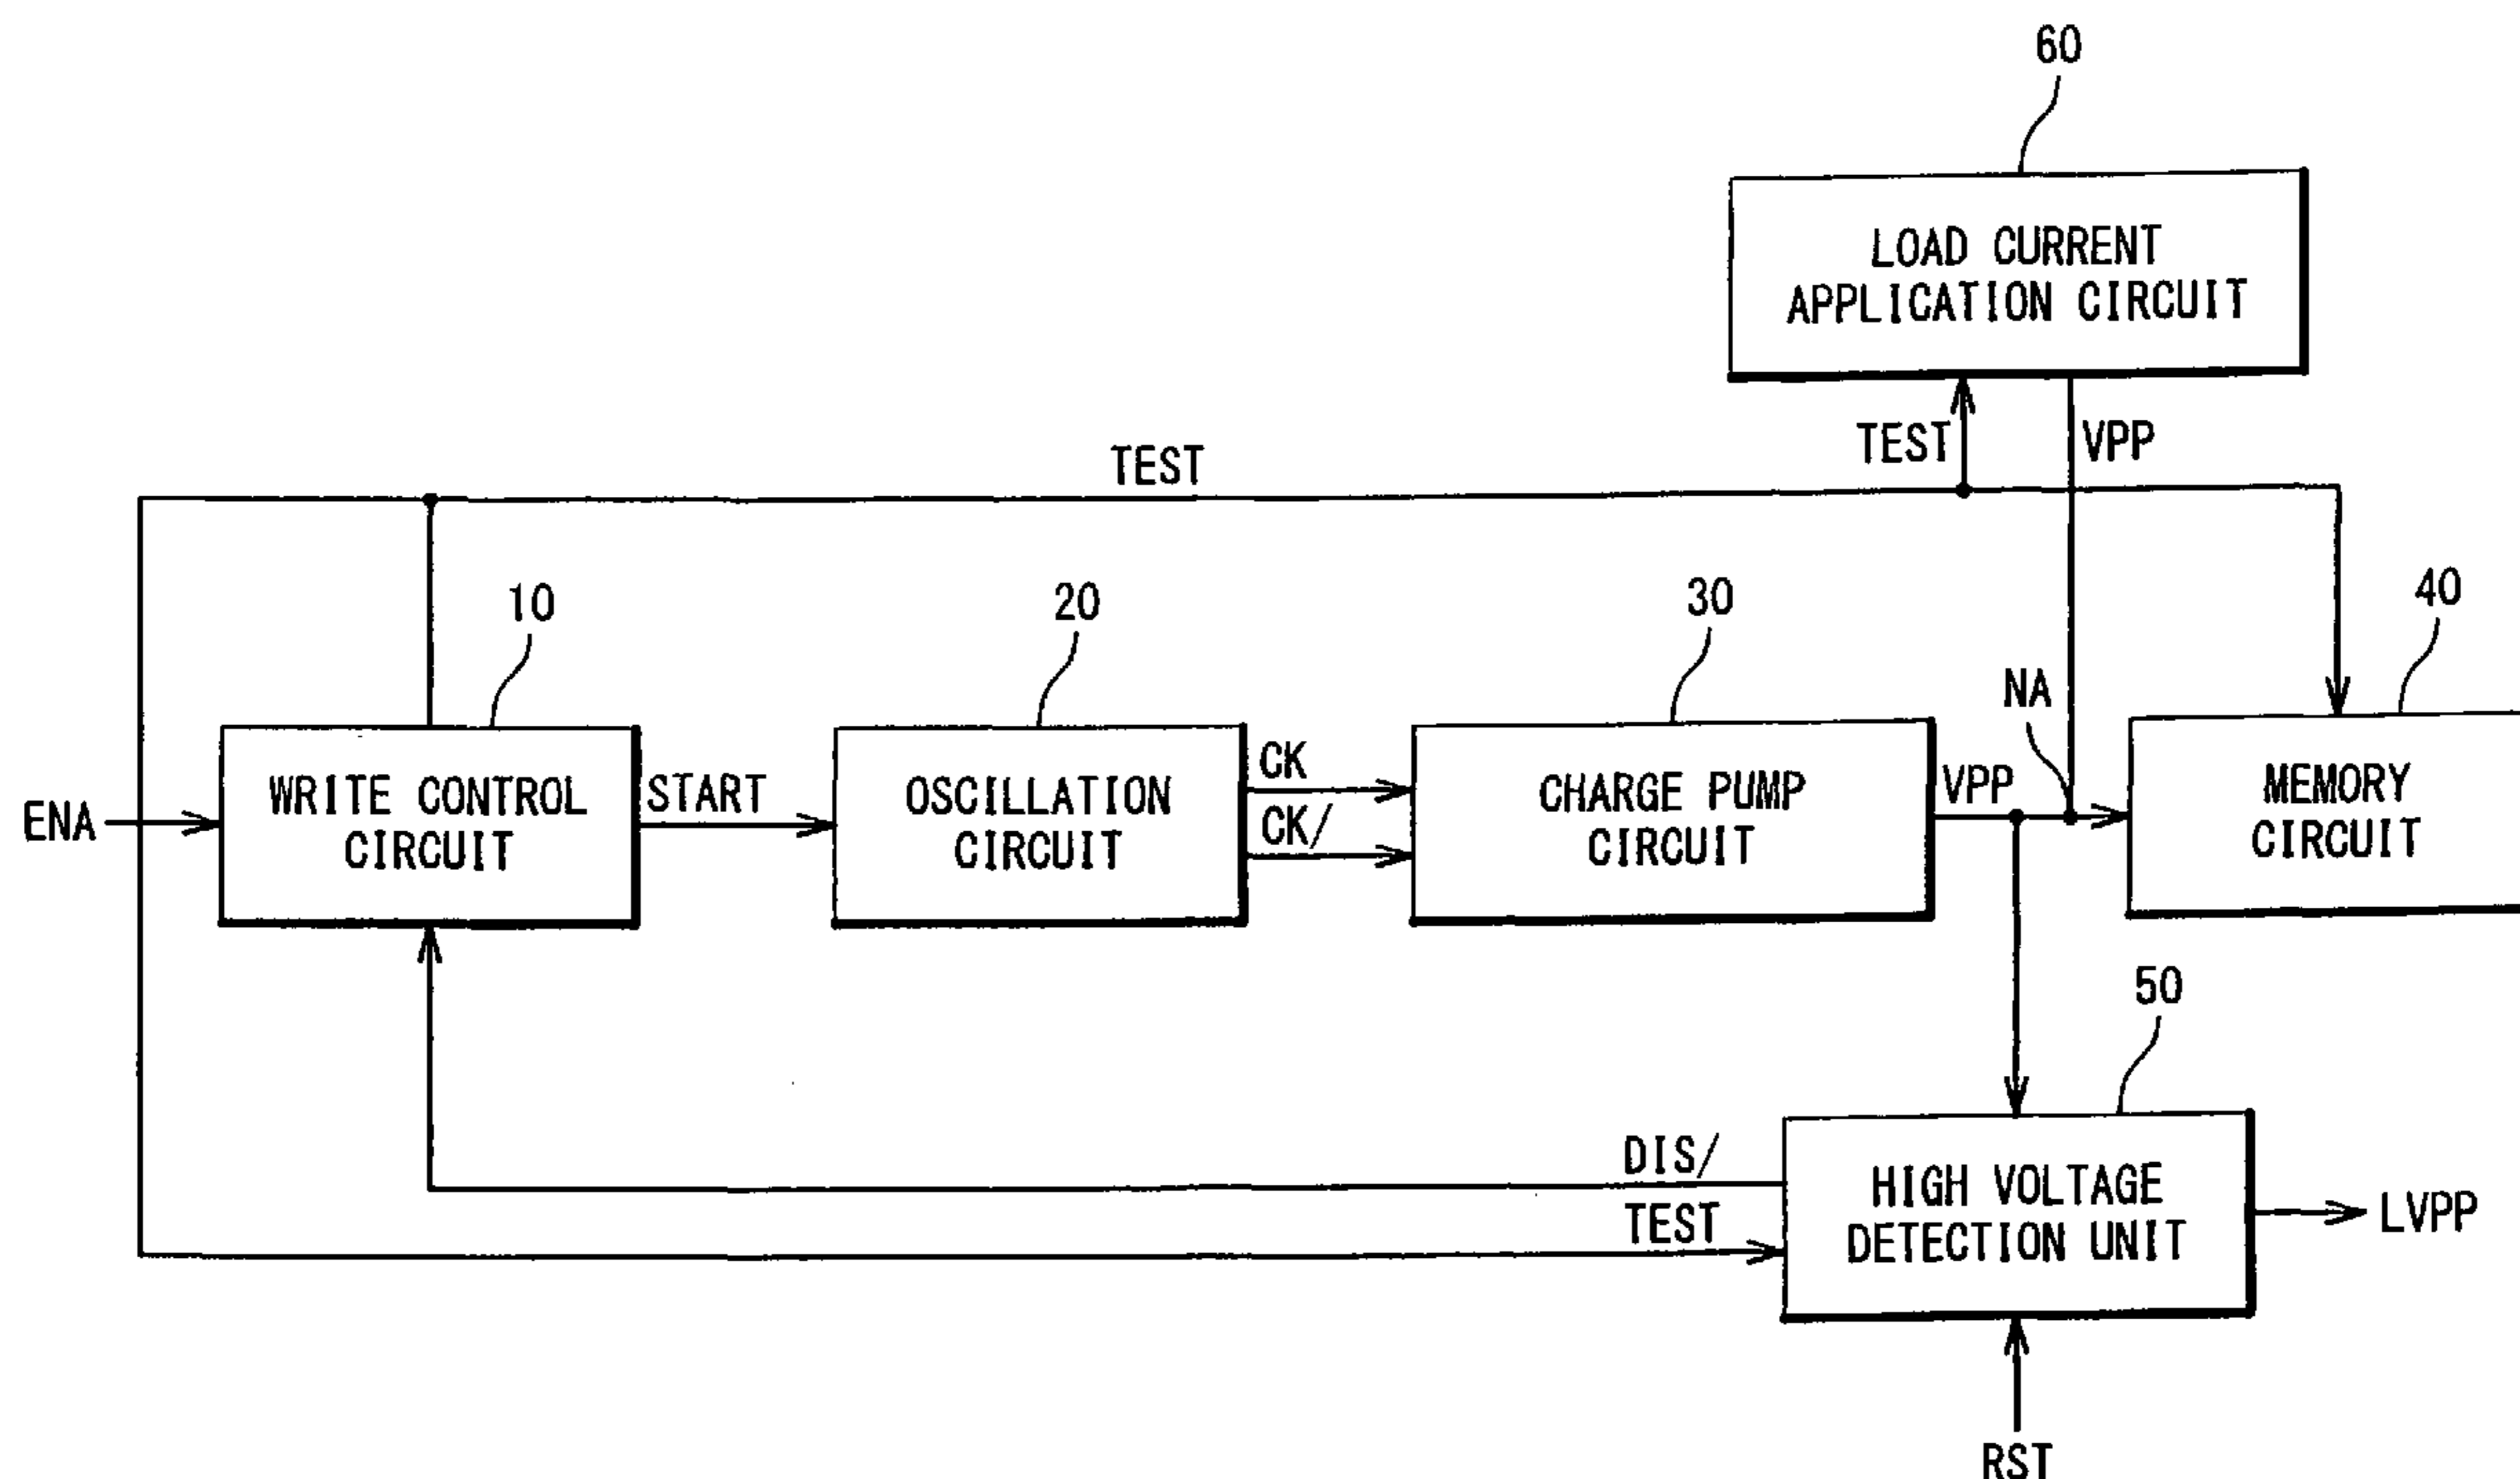 60
LOAD CURRENT
APPLICATION CIRCUIT
TEST
TEST
VPP
10
20
30
40
NA
ENA
WRITE CONTROL
CIRCUIT
START
OSCILLATION
CIRCUIT
CK
CK/
CHARGE PUMP
CIRCUIT
VPP
MEMORY
CIRCUIT
50
DIS/
TEST
HIGH VOLTAGE
DETECTION UNIT
LVPP
RST